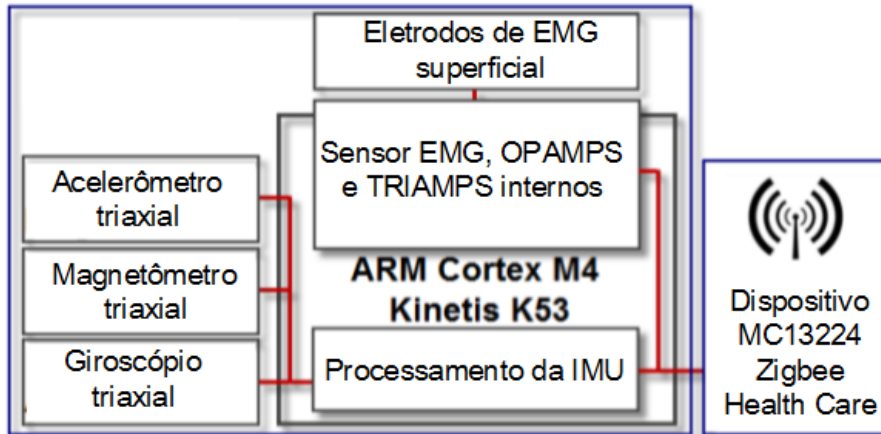 Eletrodos de EMG
superficial
Sensor EMG, OPAMPS
e TRIAMPS internos
Acelerômetro
triaxial
Magnetômetro
triaxial
Giroscópio
triaxial
ARM Cortex M4
Kinetis K53
Processamento da IMU
Dispositivo
MC13224
Zigbee
Health Care